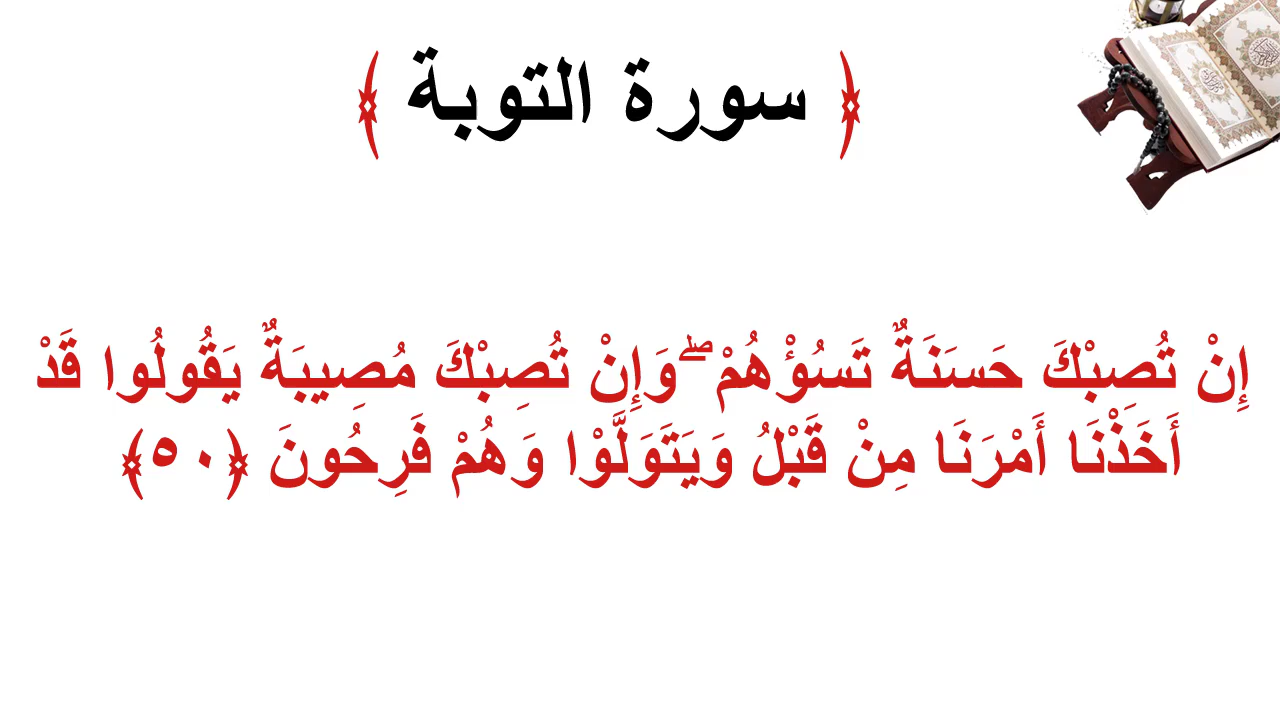 ﴿ سورة التوبة ﴾
إِنْ تُصِبْكَ حَسَنَةٌ تَسُؤْهُمْ ۖ وَإِنْ تُصِبْكَ مُصِيبَةٌ يَقُولُوا قَدْ
أَخَذْنَا أَمْرَنَا مِنْ قَبْلُ وَيَتَوَلَّوْا وَهُمْ فَرِحُونَ ﴿٥٠﴾